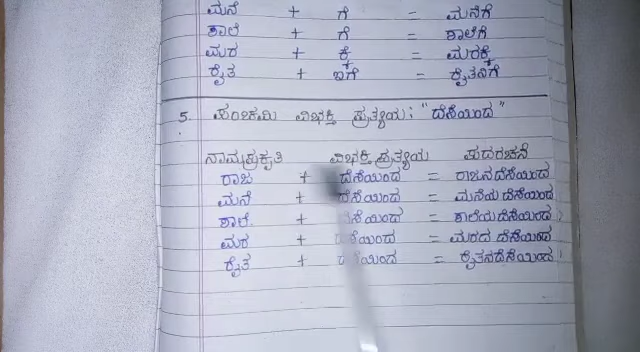 ಮನೆ + ಗೆ = ಮನೆಗೆ
ಶಾಲೆ + ಗೆ = ಶಾಲೆಗೆ
ಮರ + ಕ್ಕೆ = ಮರಕ್ಕೆ
ರೈತ + ಇಗೆ = ರೈತನಿಗೆ
5. ಪಂಚಮಿ ವಿಭಕ್ತಿ ಪ್ರತ್ಯಯ: "ದೆಸೆಯಿಂದ"
ನಾಮಪ್ರಕೃತಿ ವಿಭಕ್ತಿ ಪ್ರತ್ಯಯ ಪದರಚನೆ
ರಾಜ + ದೆಸೆಯಿಂದ = ರಾಜನ ದೆಸೆಯಿಂದ
ಮನೆ + ದೆಸೆಯಿಂದ = ಮನೆಯ ದೆಸೆಯಿಂದ
ಶಾಲೆ + ದೆಸೆಯಿಂದ = ಶಾಲೆಯ ದೆಸೆಯಿಂದ
ಮರ + ದೆಸೆಯಿಂದ = ಮರದ ದೆಸೆಯಿಂದ
ರೈತ + ದೆಸೆಯಿಂದ = ರೈತನ ದೆಸೆಯಿಂದ